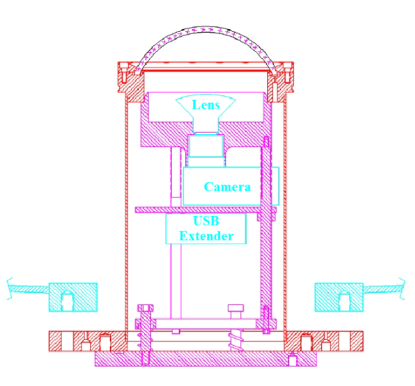 Lens
Camera
USB
Extender